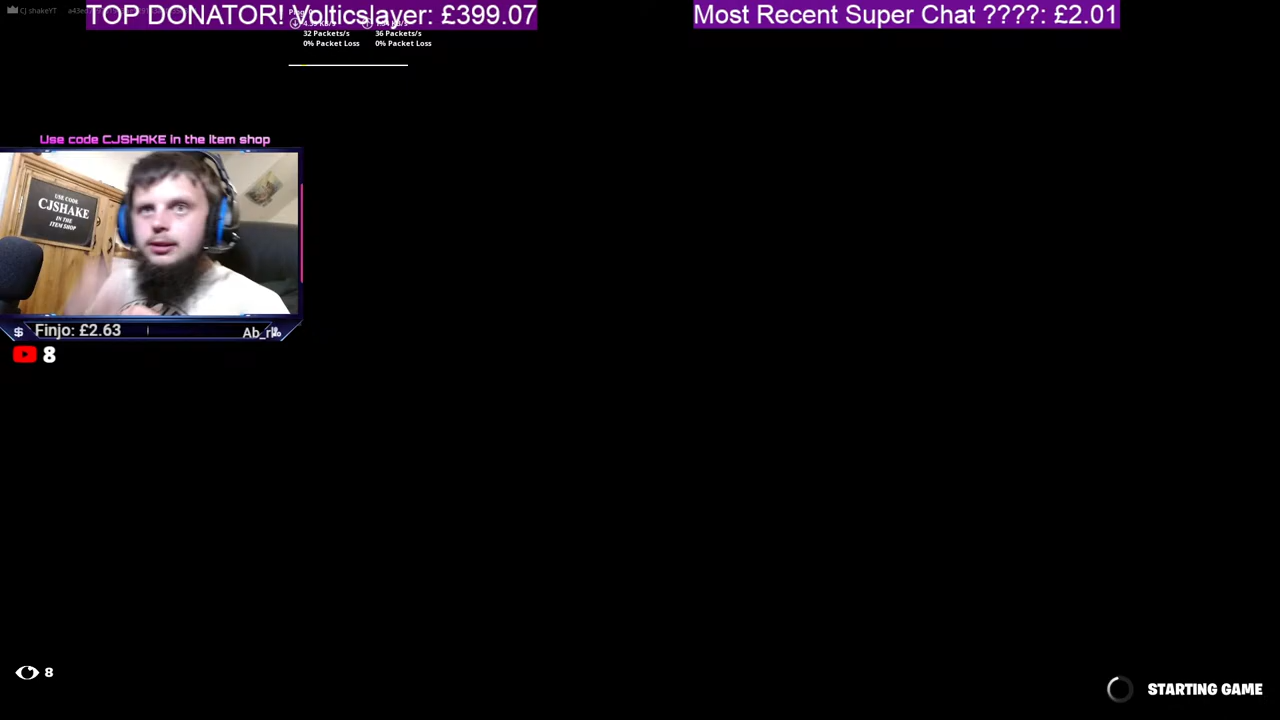 CJ shakeYT
TOP DONATOR! Volticslayer: £399.07
Most Recent Super Chat ????: £2.01
32 Packets/s
36 Packets/s
0% Packet Loss
0% Packet Loss
Use code CJSHAKE in the item shop
USE CODE
CJSHAKE
IN THE
ITEM SHOP
$ Finjo: £2.63
8
8
STARTING GAME